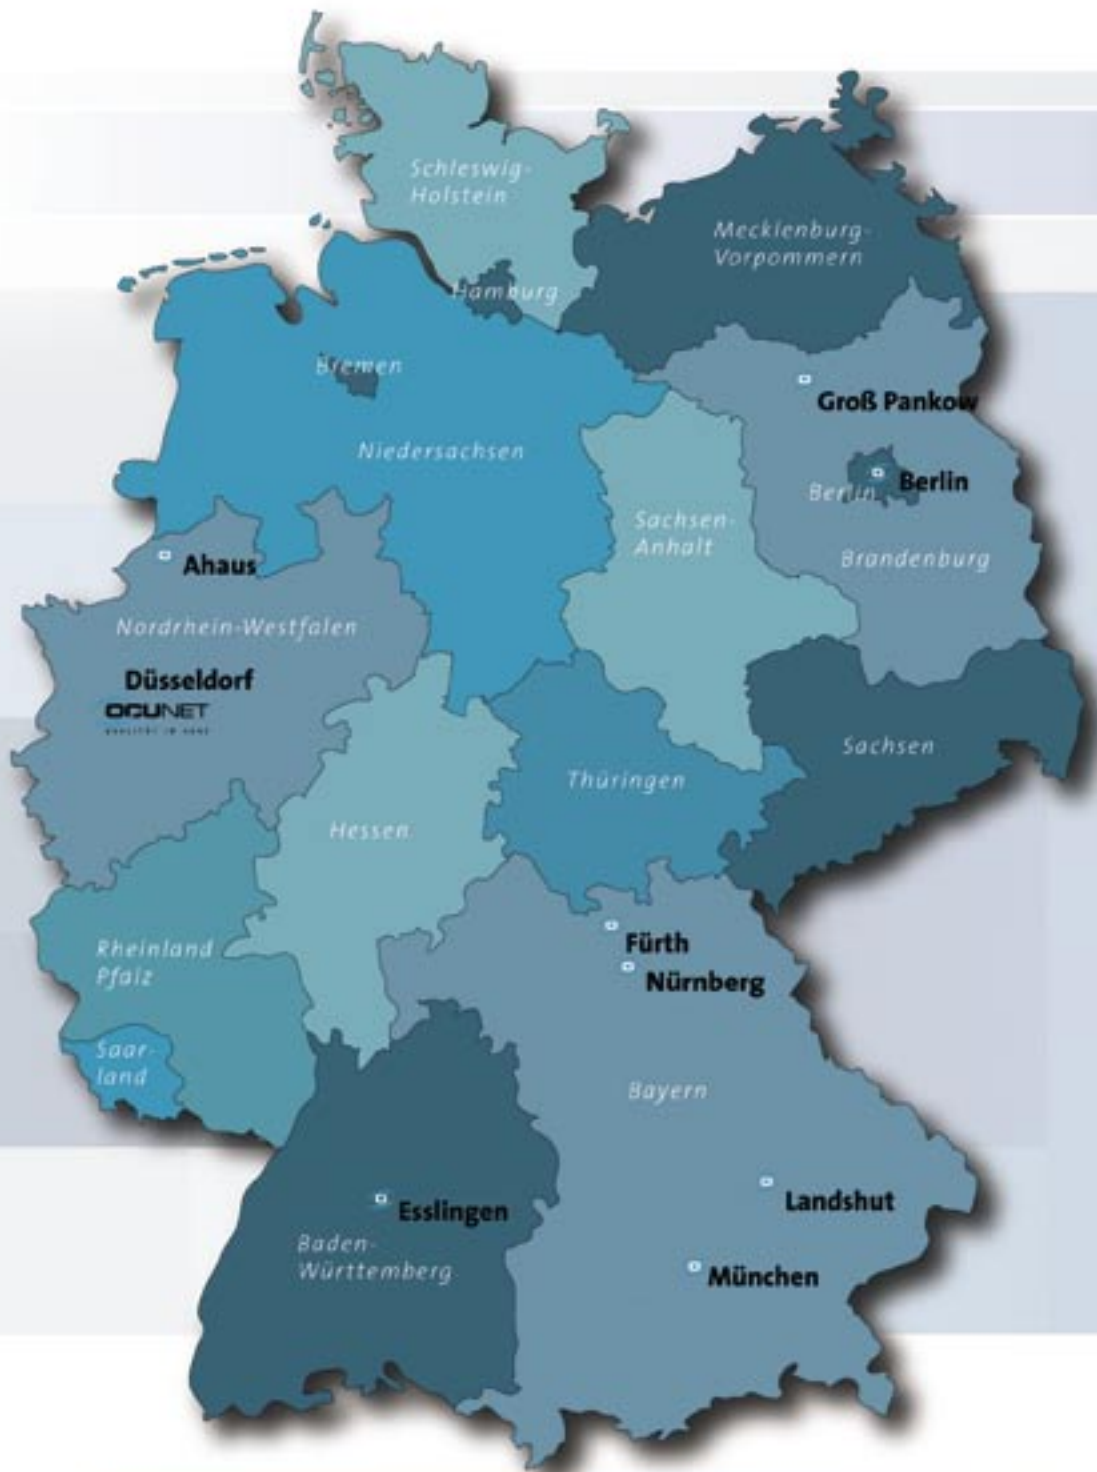 Schleswig-
Holstein
Mecklenburg-
Vorpommern
Hamburg
Bremen
Groß Pankow
Niedersachsen
Berlin
Berlin
Sachsen-
Anhalt
Brandenburg
Ahaus
Nordrhein-Westfalen
Düsseldorf
OCUNET
Sachsen
Thüringen
Hessen
Fürth
Rheinland
Pfalz
Nürnberg
Saar-
land
Bayern
Landshut
Esslingen
Baden-
Württemberg
München